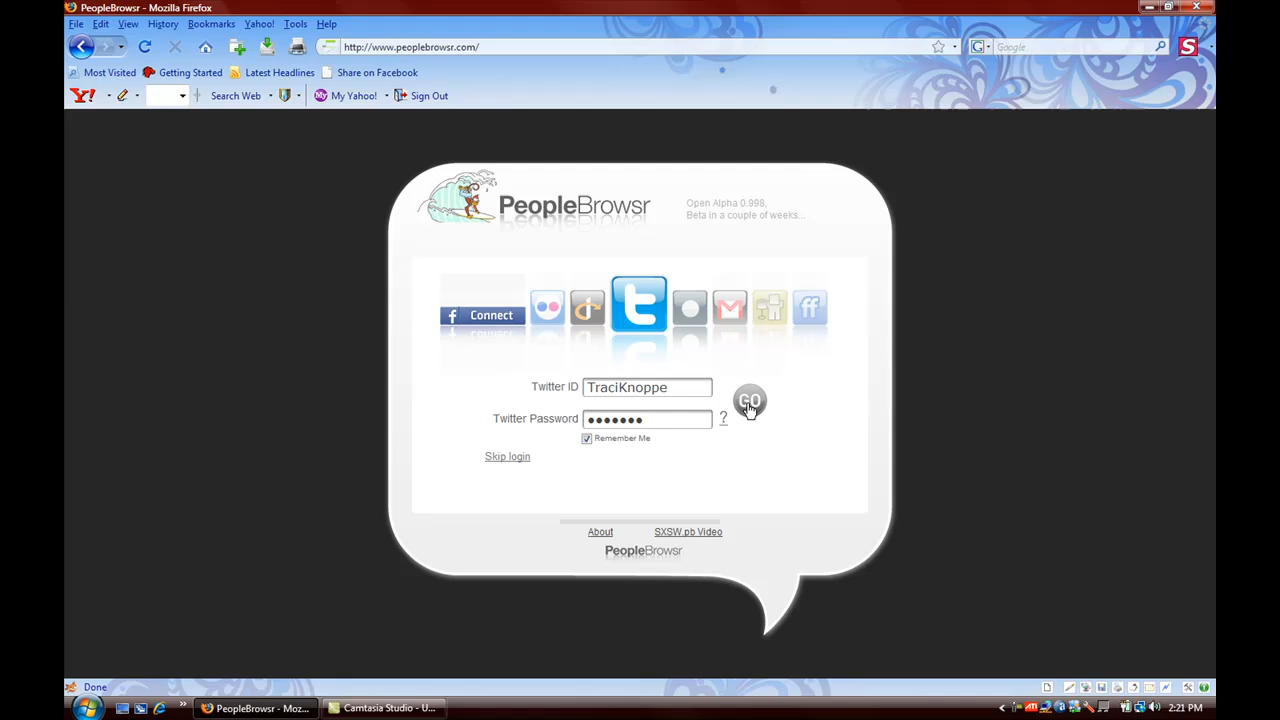 PeopleBrowsr - Mozilla Firefox
File Edit View History Bookmarks Yahoo! Tools Help
http://www.peoplebrowsr.com/
Google
S
Most Visited Getting Started Latest Headlines Share on Facebook
Y! Search Web My Yahoo! Sign Out
PeopleBrowsr
Open Alpha 0.998,
Beta in a couple of weeks...
f Connect
t
ff
Twitter ID TraciKnoppe
GO
Twitter Password ●●●●●●● ?
Remember Me
Skip login
About SXSW.pb Video
PeopleBrowsr
Done
PeopleBrowsr - Moz... Camtasia Studio - U... 2:21 PM